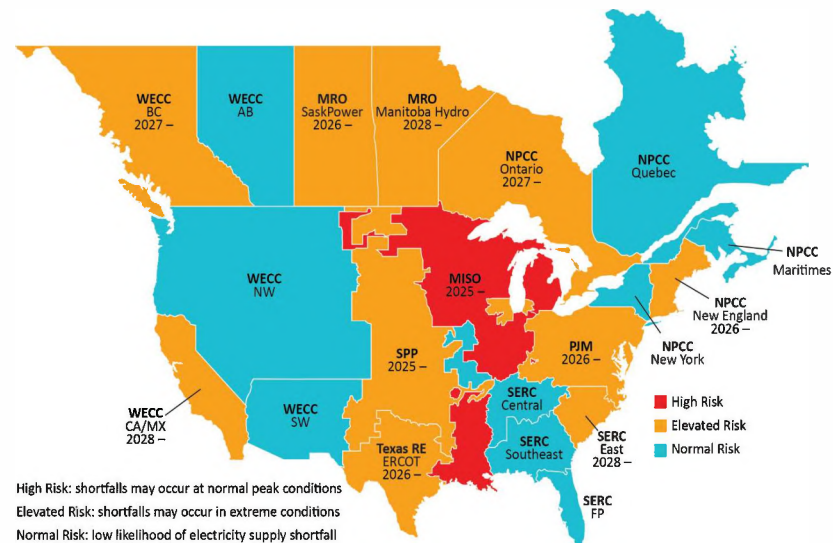 WECC
BC
2027 –
WECC
AB
MRO
SaskPower
2026 –
MRO
Manitoba Hydro
2028 –
NPCC
Ontario
2027 –
NPCC
Quebec
NPCC
Maritimes
WECC
NW
MISO
2025 –
NPCC
New England
2026 –
NPCC
New York
SPP
2025 –
PJM
2026 –
WECC
CA/MX
2028 –
WECC
SW
SERC
Central
SERC
Southeast
SERC
East
2028 –
Texas RE
ERCOT
2026 –
SERC
FP
High Risk
Elevated Risk
Normal Risk
High Risk: shortfalls may occur at normal peak conditions
Elevated Risk: shortfalls may occur in extreme conditions
Normal Risk: low likelihood of electricity supply shortfall